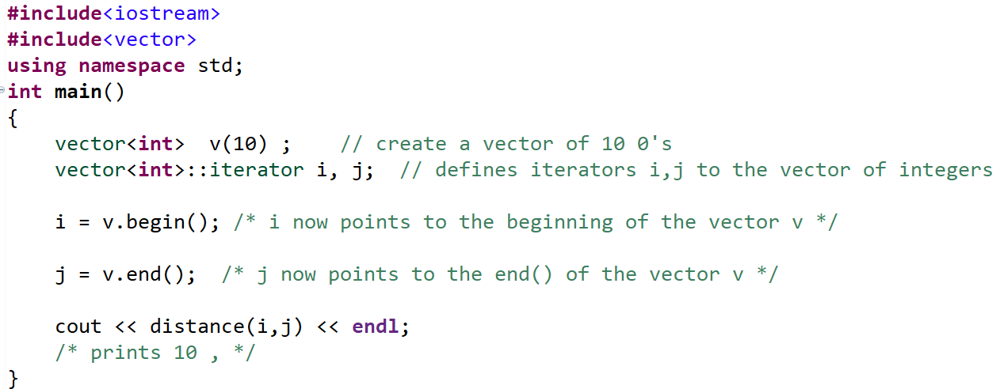 #include<iostream>
#include<vector>
using namespace std;
int main()
{
    vector<int>  v(10) ;    // create a vector of 10 0's
    vector<int>::iterator i, j;  // defines iterators i,j to the vector of integers
    i = v.begin(); /* i now points to the beginning of the vector v */
    j = v.end();  /* j now points to the end() of the vector v */
    cout << distance(i,j) << endl;
    /* prints 10 , */
}